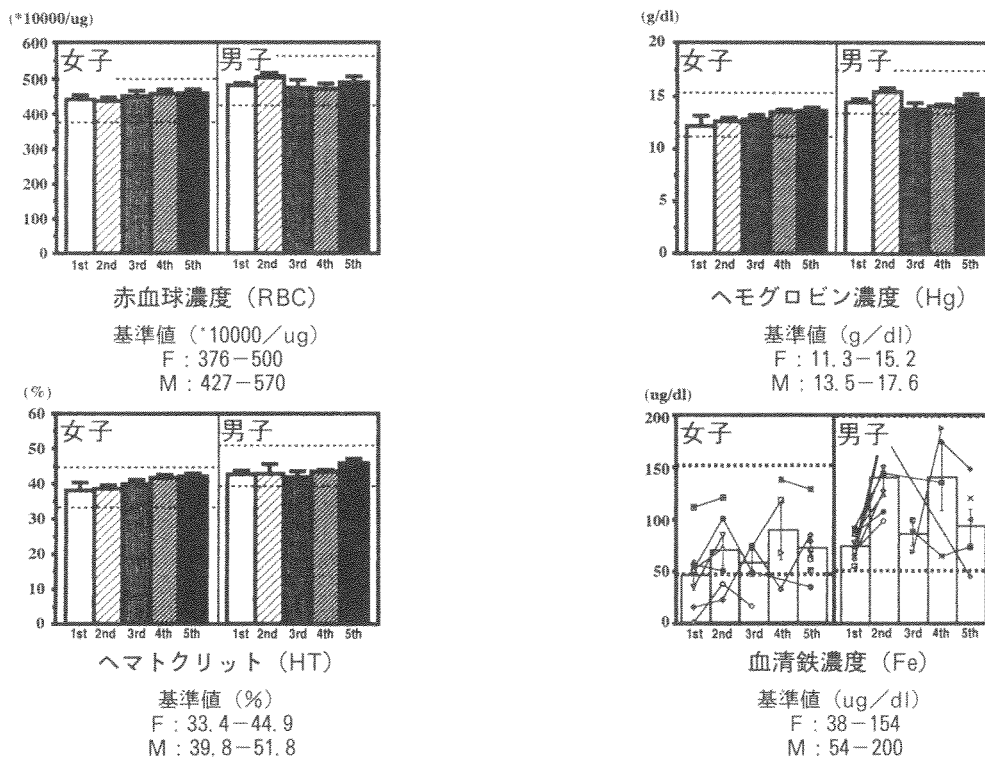 (*10000/ug)
600
500
400
300
200
100
0
女子
男子
1st 2nd 3rd 4th 5th 1st 2nd 3rd 4th 5th
赤血球濃度（RBC）
基準値（*10000／ug）
F：376－500
M：427－570
(g/dl)
20
15
10
5
0
女子
男子
1st 2nd 3rd 4th 5th 1st 2nd 3rd 4th 5th
ヘモグロビン濃度（Hg）
基準値（g／dl）
F：11.3－15.2
M：13.5－17.6
(%)
60
50
40
30
20
10
0
女子
男子
1st 2nd 3rd 4th 5th 1st 2nd 3rd 4th 5th
ヘマトクリット（HT）
基準値（％）
F：33.4－44.9
M：39.8－51.8
(ug/dl)
200
150
100
50
0
女子
男子
1st 2nd 3rd 4th 5th 1st 2nd 3rd 4th 5th
血清鉄濃度（Fe）
基準値（ug／dl）
F：38－154
M：54－200